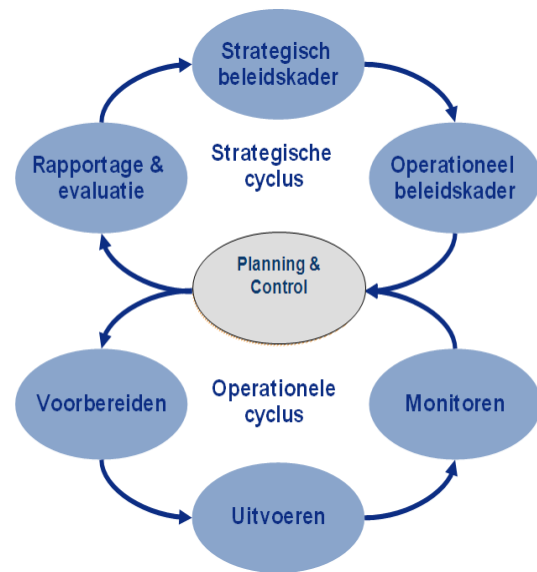 Strategisch
beleidskader
Rapportage &
evaluatie
Strategische
cyclus
Operationeel
beleidskader
Planning &
Control
Voorbereiden
Operationele
cyclus
Monitoren
Uitvoeren